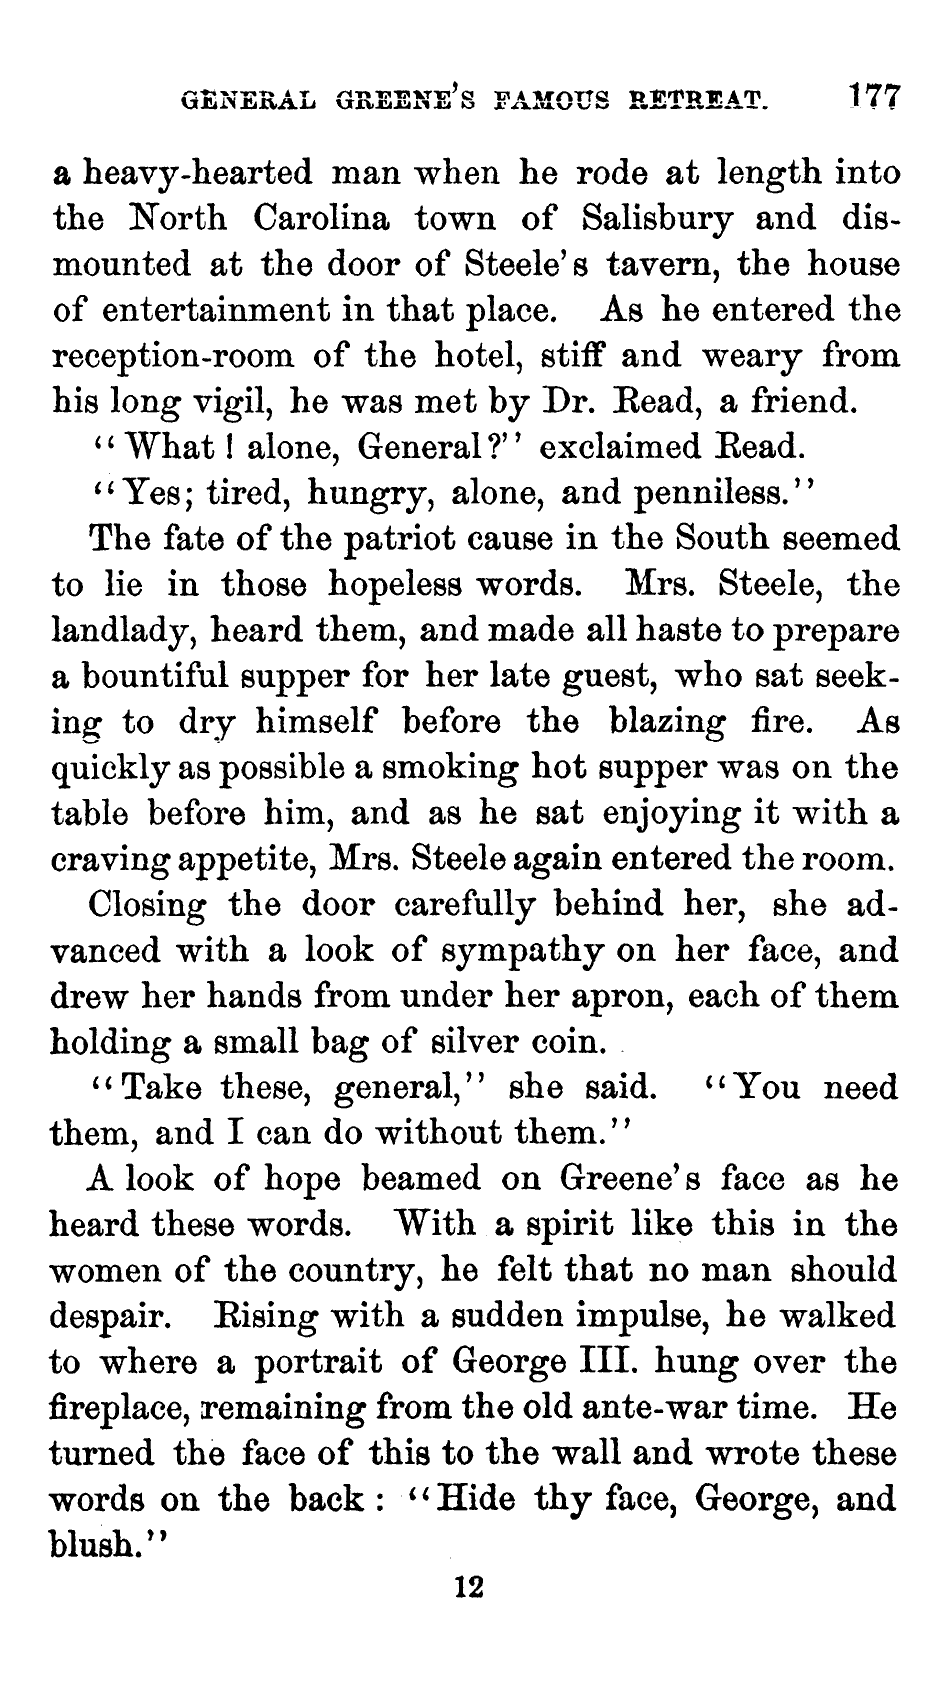 GENERAL GREENE'S FAMOUS RETREAT. 177
a heavy-hearted man when he rode at length into
the North Carolina town of Salisbury and dis-
mounted at the door of Steele's tavern, the house
of entertainment in that place. As he entered the
reception-room of the hotel, stiff and weary from
his long vigil, he was met by Dr. Read, a friend.
"What! alone, General?" exclaimed Read.
"Yes; tired, hungry, alone, and penniless."
The fate of the patriot cause in the South seemed
to lie in those hopeless words. Mrs. Steele, the
landlady, heard them, and made all haste to prepare
a bountiful supper for her late guest, who sat seek-
ing to dry himself before the blazing fire. As
quickly as possible a smoking hot supper was on the
table before him, and as he sat enjoying it with a
craving appetite, Mrs. Steele again entered the room.
Closing the door carefully behind her, she ad-
vanced with a look of sympathy on her face, and
drew her hands from under her apron, each of them
holding a small bag of silver coin.
"Take these, general," she said. "You need
them, and I can do without them."
A look of hope beamed on Greene's face as he
heard these words. With a spirit like this in the
women of the country, he felt that no man should
despair. Rising with a sudden impulse, he walked
to where a portrait of George III. hung over the
fireplace, remaining from the old ante-war time. He
turned the face of this to the wall and wrote these
words on the back: "Hide thy face, George, and
blush."
12